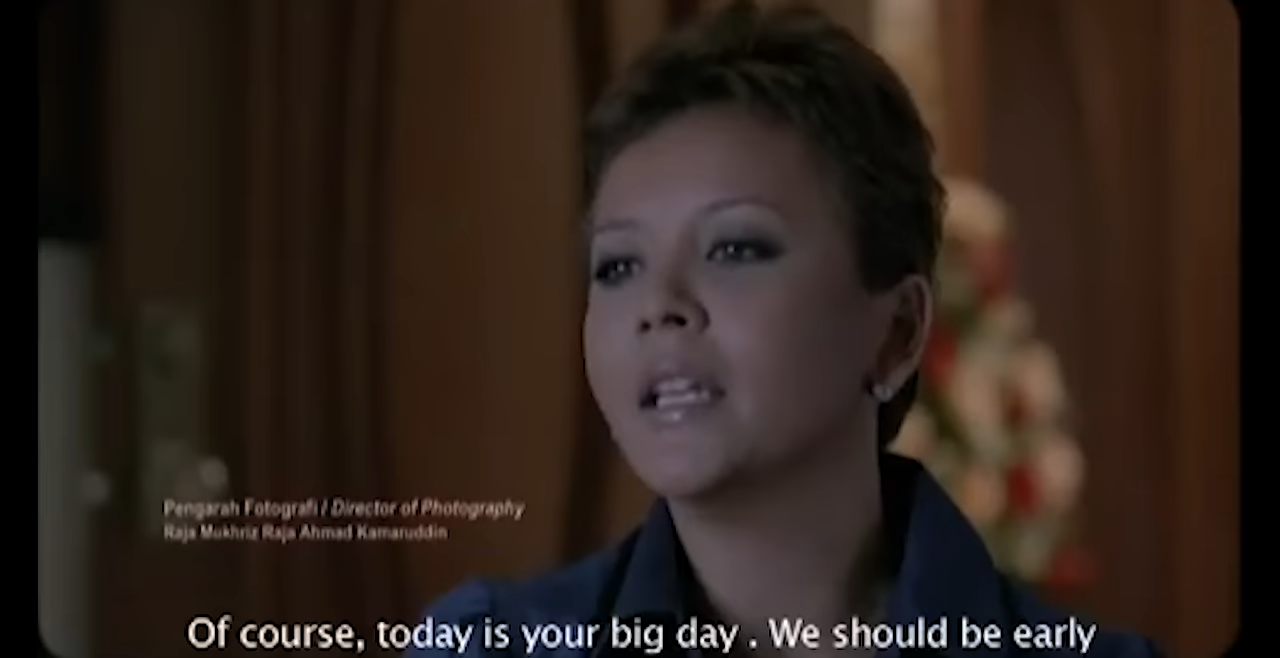 Pengarah Fotografi / Director of Photography
Raja Mukhriz Raja Ahmad Kamaruddin
Of course, today is your big day . We should be early